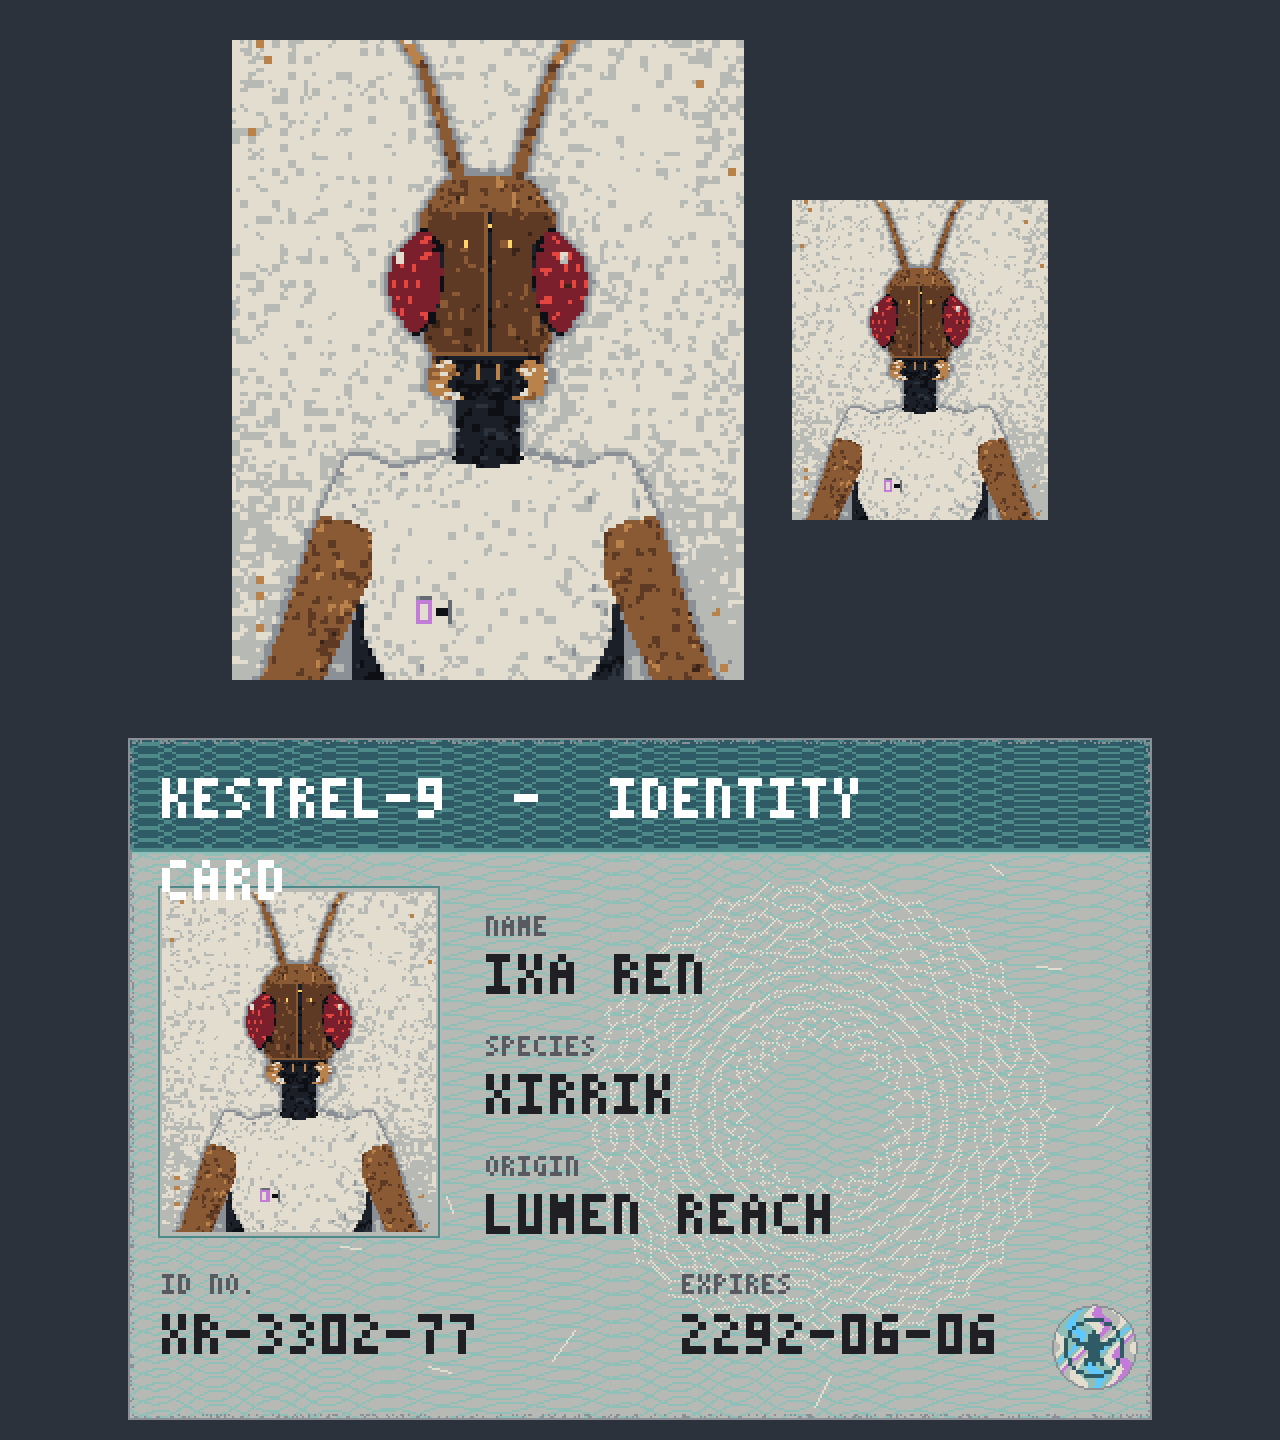 KESTREL-9 - IDENTITY
CARD
NAME
IXA REN
SPECIES
XIRRIK
ORIGIN
LUMEN REACH
ID NO.
XR-3302-77
EXPIRES
2292-06-06